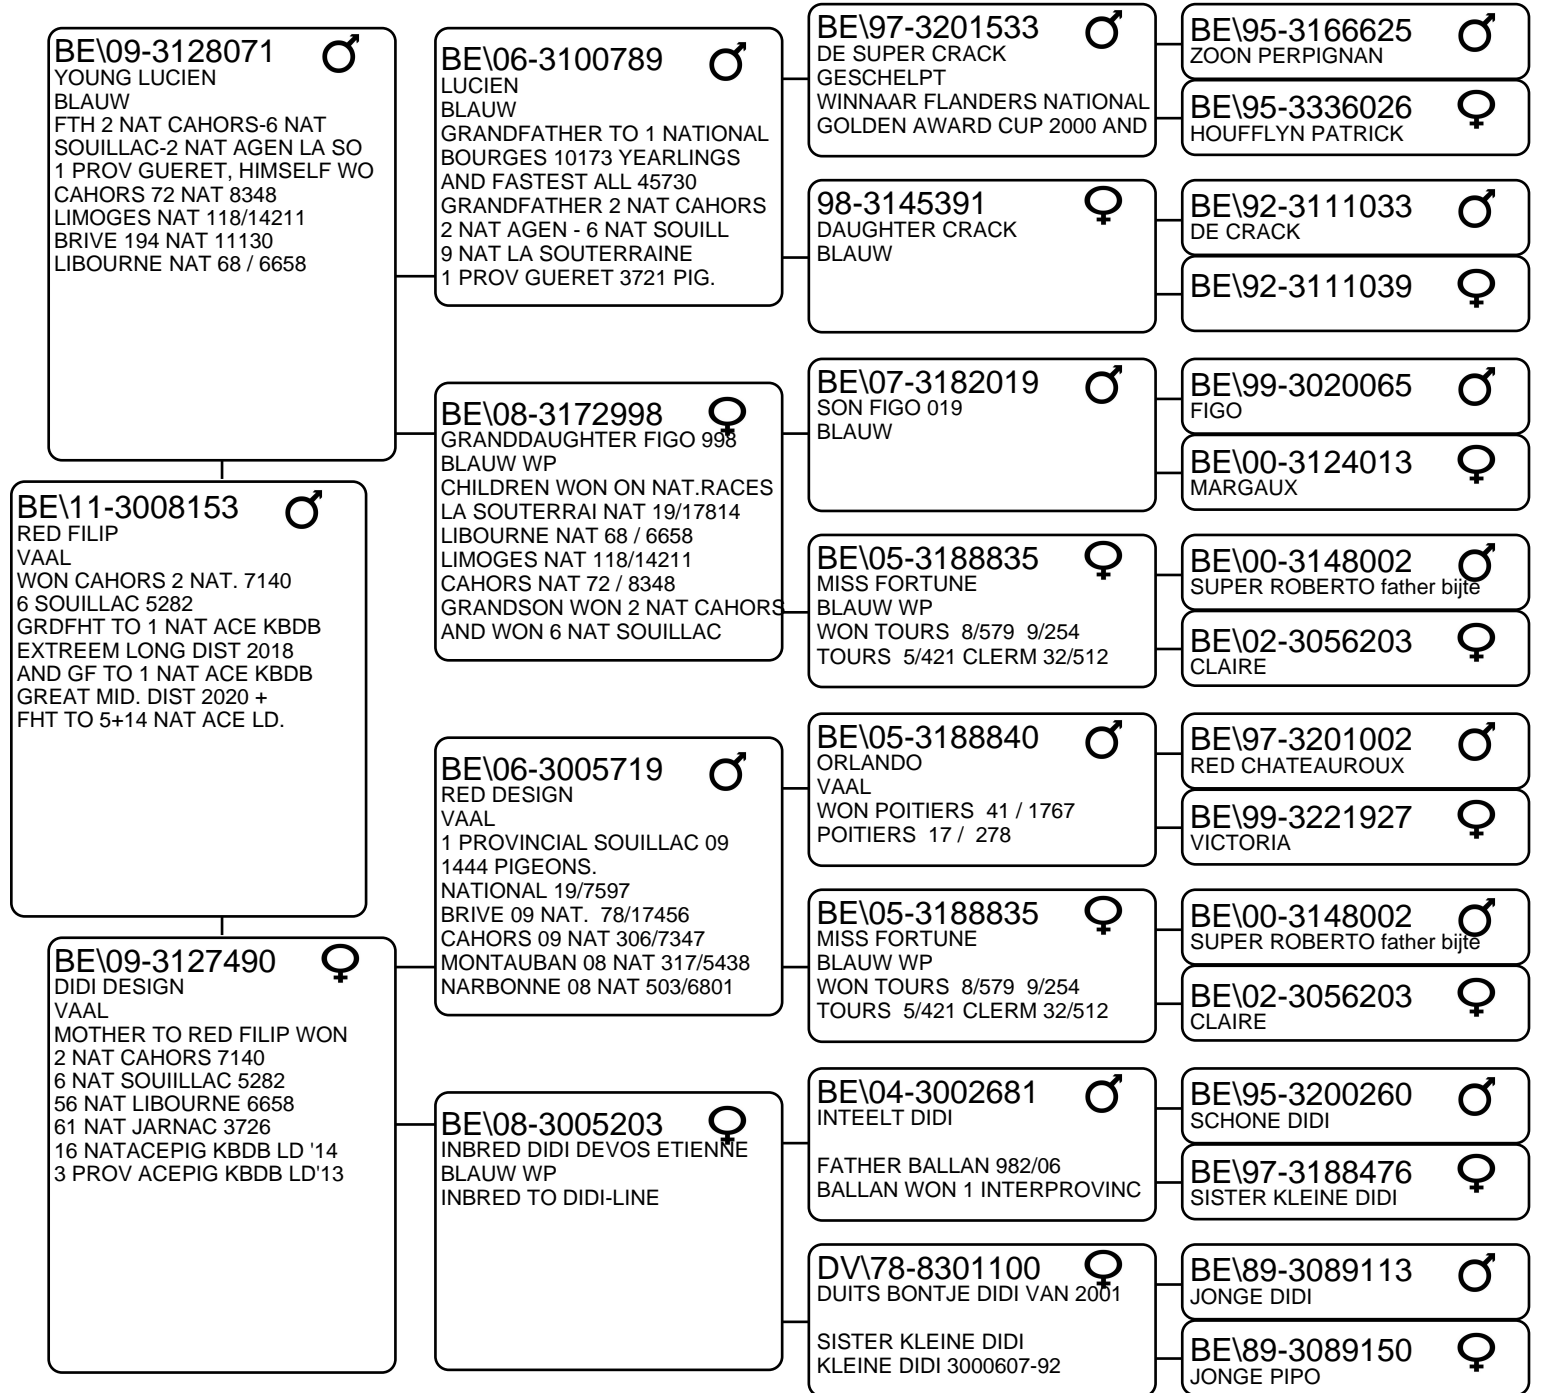 BE\09-3128071
YOUNG LUCIEN
BLAUW
FTH 2 NAT CAHORS-6 NAT
SOUILLAC-2 NAT AGEN LA SO
1 PROV GUERET, HIMSELF WO
CAHORS 72 NAT 8348
LIMOGES NAT 118/14211
BRIVE 194 NAT 11130
LIBOURNE NAT 68 / 6658
BE\11-3008153
RED FILIP
VAAL
WON CAHORS 2 NAT. 7140
6 SOUILLAC 5282
GRDFHT TO 1 NAT ACE KBDB
EXTREEM LONG DIST 2018
AND GF TO 1 NAT ACE KBDB
GREAT MID. DIST 2020 +
FHT TO 5+14 NAT ACE LD.
BE\09-3127490
DIDI DESIGN
VAAL
MOTHER TO RED FILIP WON
2 NAT CAHORS 7140
6 NAT SOUIILLAC 5282
56 NAT LIBOURNE 6658
61 NAT JARNAC 3726
16 NATACEPIG KBDB LD '14
3 PROV ACEPIG KBDB LD'13
BE\06-3100789
LUCIEN
BLAUW
GRANDFATHER TO 1 NATIONAL
BOURGES 10173 YEARLINGS
AND FASTEST ALL 45730
GRANDFATHER 2 NAT CAHORS
2 NAT AGEN - 6 NAT SOUILL
9 NAT LA SOUTERRAINE
1 PROV GUERET 3721 PIG.
BE\08-3172998
GRANDDAUGHTER FIGO 998
BLAUW WP
CHILDREN WON ON NAT.RACES
LA SOUTERRAI NAT 19/17814
LIBOURNE NAT 68 / 6658
LIMOGES NAT 118/14211
CAHORS NAT 72 / 8348
GRANDSON WON 2 NAT CAHORS
AND WON 6 NAT SOUILLAC
BE\06-3005719
RED DESIGN
VAAL
1 PROVINCIAL SOUILLAC 09
1444 PIGEONS.
NATIONAL 19/7597
BRIVE 09 NAT. 78/17456
CAHORS 09 NAT 306/7347
MONTAUBAN 08 NAT 317/5438
NARBONNE 08 NAT 503/6801
BE\08-3005203
INBRED DIDI DEVOS ETIENNE
BLAUW WP
INBRED TO DIDI-LINE
BE\97-3201533
DE SUPER CRACK
GESCHELPT
WINNAAR FLANDERS NATIONAL
GOLDEN AWARD CUP 2000 AND
98-3145391
DAUGHTER CRACK
BLAUW
BE\07-3182019
SON FIGO 019
BLAUW
BE\05-3188835
MISS FORTUNE
BLAUW WP
WON TOURS 8/579 9/254
TOURS 5/421 CLERM 32/512
BE\05-3188840
ORLANDO
VAAL
WON POITIERS 41 / 1767
POITIERS 17 / 278
BE\05-3188835
MISS FORTUNE
BLAUW WP
WON TOURS 8/579 9/254
TOURS 5/421 CLERM 32/512
BE\04-3002681
INTEELT DIDI
FATHER BALLAN 982/06
BALLAN WON 1 INTERPROVINC
DV\78-8301100
DUITS BONTJE DIDI VAN 2001
SISTER KLEINE DIDI
KLEINE DIDI 3000607-92
BE\95-3166625
ZOON PERPIGNAN
BE\95-3336026
HOUFFLYN PATRICK
BE\92-3111033
DE CRACK
BE\92-3111039
BE\99-3020065
FIGO
BE\00-3124013
MARGAUX
BE\00-3148002
SUPER ROBERTO father bijte
BE\02-3056203
CLAIRE
BE\97-3201002
RED CHATEAUROUX
BE\99-3221927
VICTORIA
BE\00-3148002
SUPER ROBERTO father bijte
BE\02-3056203
CLAIRE
BE\95-3200260
SCHONE DIDI
BE\97-3188476
SISTER KLEINE DIDI
BE\89-3089113
JONGE DIDI
BE\89-3089150
JONGE PIPO